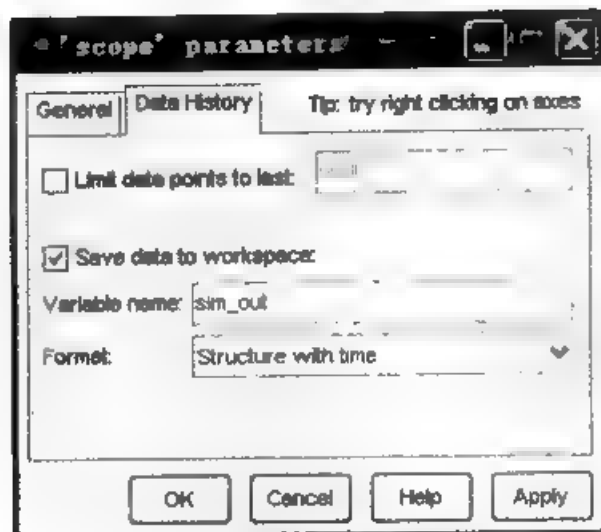 'scope' parameters
General Data History Tip: try right clicking on axes
Limit data points to last:
Save data to workspace:
Variable name: sim_out
Format: Structure with time
OK Cancel Help Apply